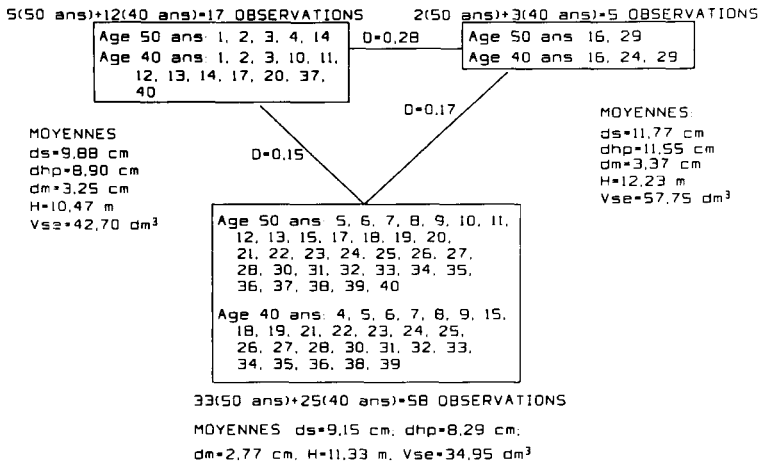 5(50 ans)+12(40 ans)=17 OBSERVATIONS
2(50 ans)+3(40 ans)=5 OBSERVATIONS
Age 50 ans: 1, 2, 3, 4, 14
Age 40 ans: 1, 2, 3, 10, 11,
12, 13, 14, 17, 20, 37,
40
D=0,28
Age 50 ans 16, 29
Age 40 ans 16, 24, 29
D=0,17
D=0,15
MOYENNES
ds=9,88 cm
dhp=8,90 cm
dm=3,25 cm
H=10,47 m
Vse=42,70 dm³
MOYENNES:
ds=11,77 cm
dhp=11,55 cm
dm=3,37 cm
H=12,23 m
Vse=57,75 dm³
Age 50 ans: 5, 6, 7, 8, 9, 10, 11,
12, 13, 15, 17, 18, 19, 20,
21, 22, 23, 24, 25, 26, 27,
28, 30, 31, 32, 33, 34, 35,
36, 37, 38, 39, 40
Age 40 ans: 4, 5, 6, 7, 8, 9, 15,
18, 19, 21, 22, 23, 24, 25,
26, 27, 28, 30, 31, 32, 33,
34, 35, 36, 38, 39
33(50 ans)+25(40 ans)=58 OBSERVATIONS
MOYENNES ds=9,15 cm; dhp=8,29 cm;
dm=2,77 cm, H=11,33 m, Vse=34,95 dm³